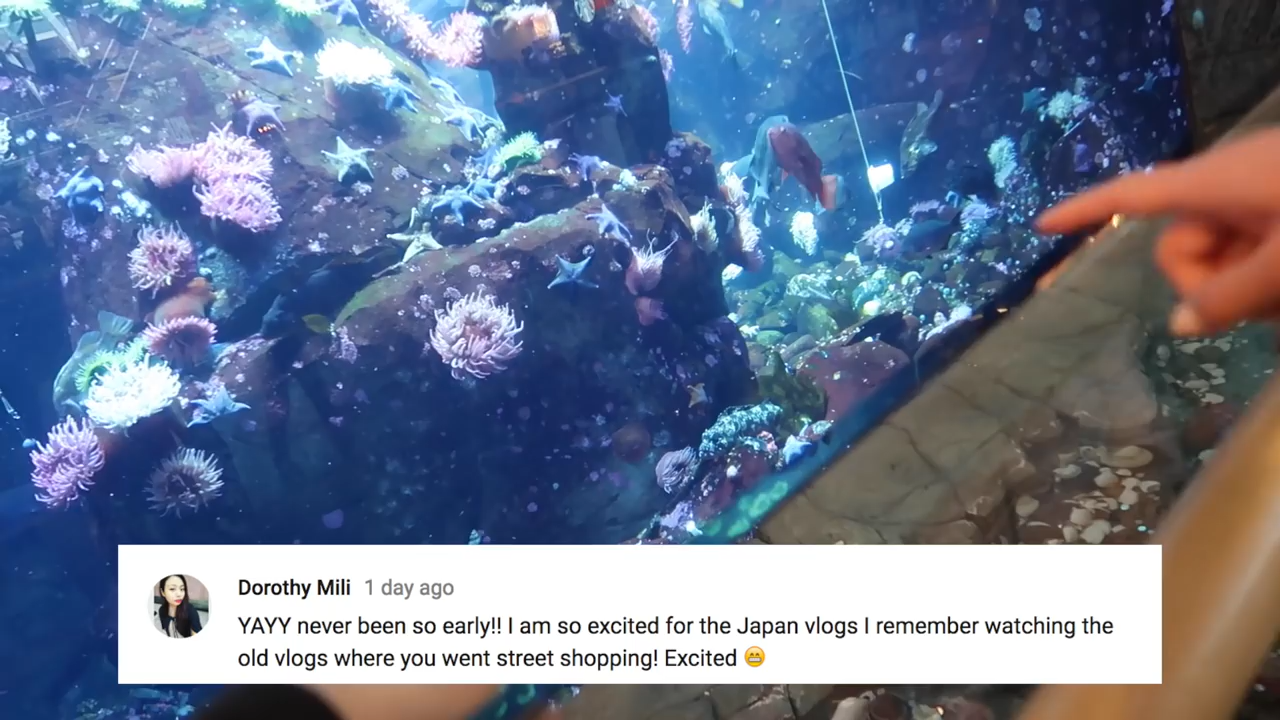 Dorothy Mili 1 day ago
YAYY never been so early!! I am so excited for the Japan vlogs I remember watching the
old vlogs where you went street shopping! Excited 😁